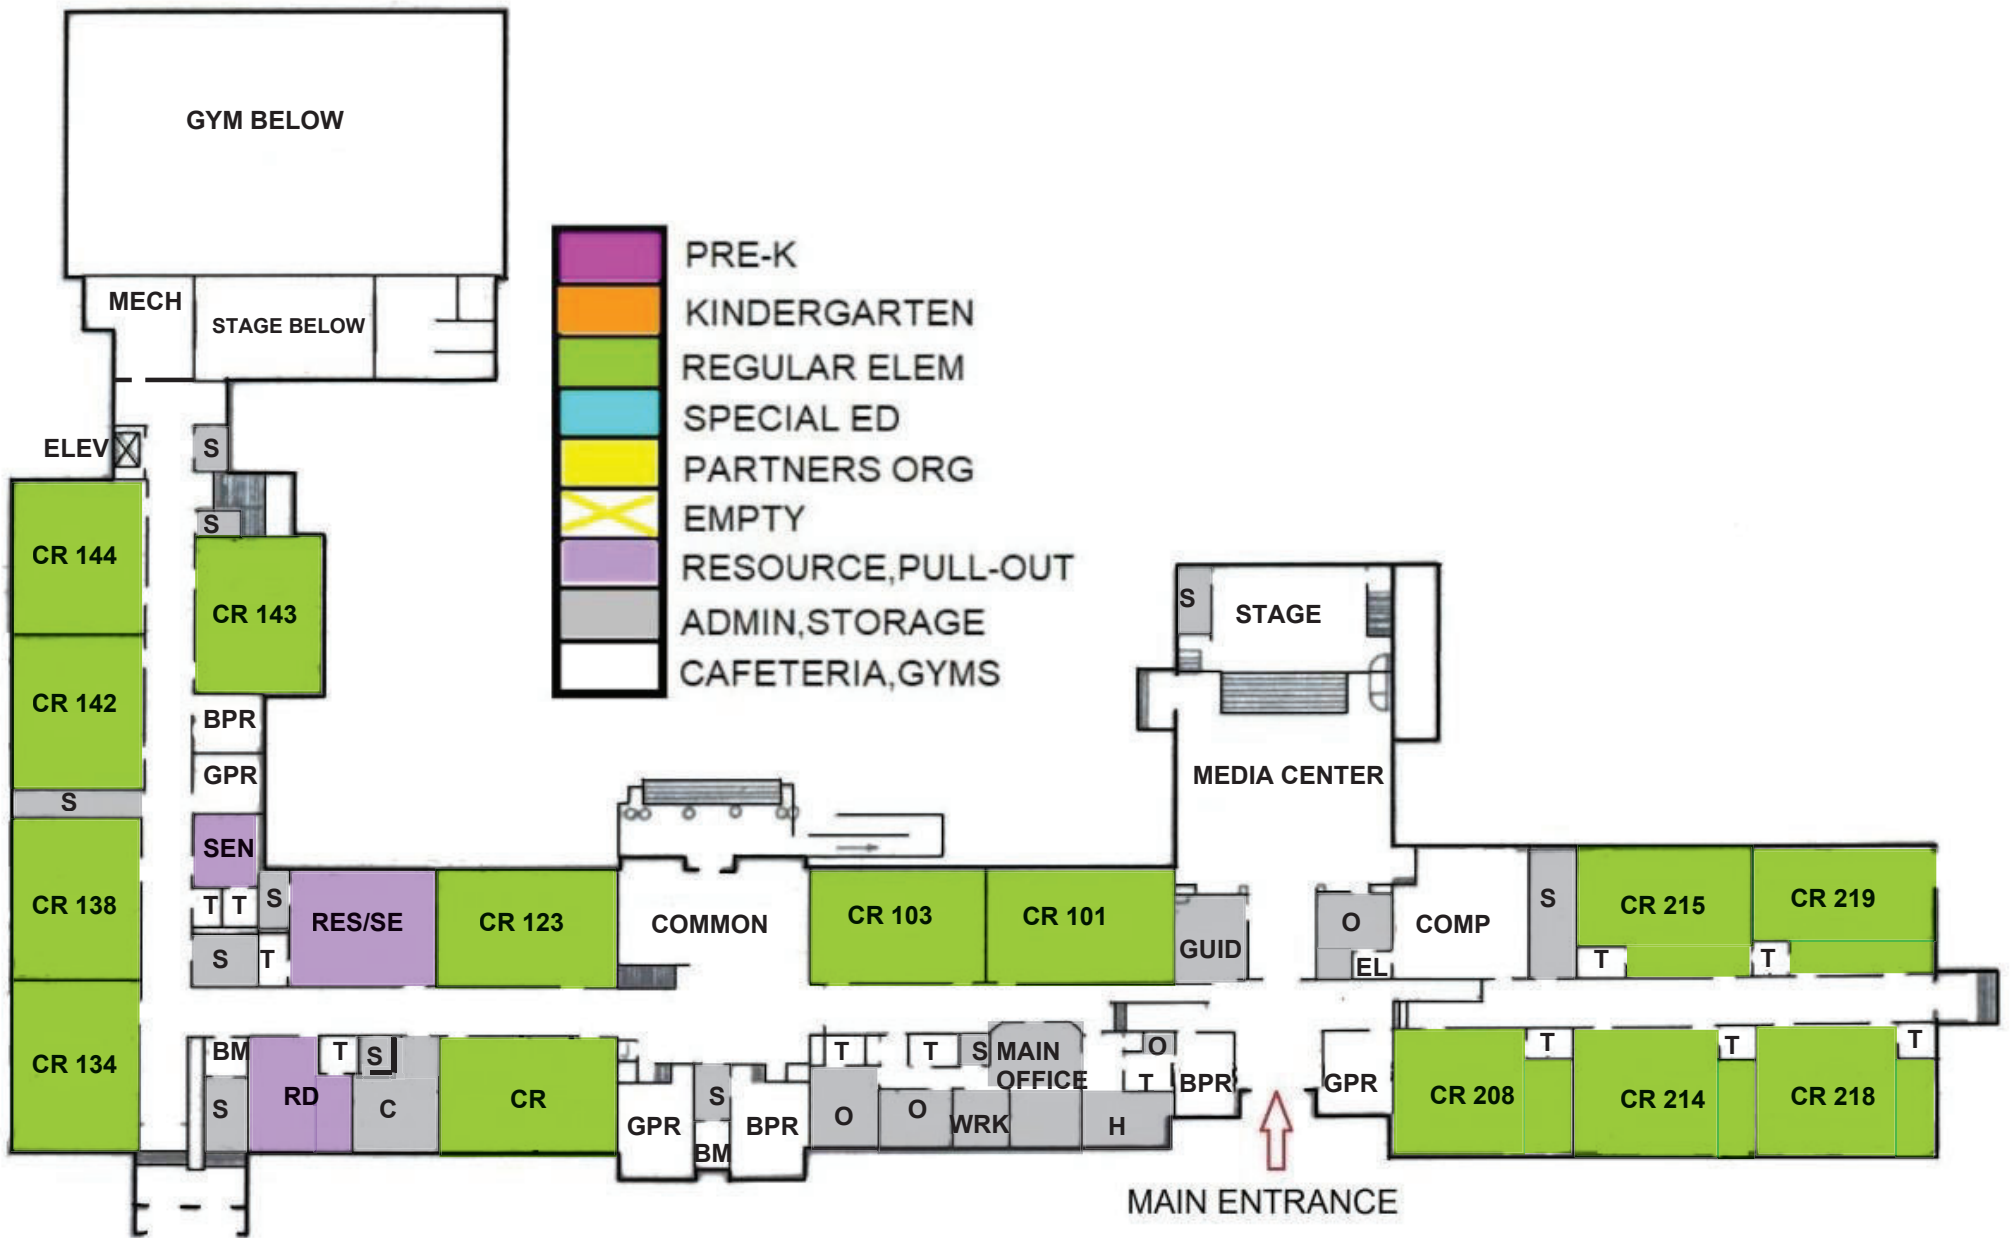 GYM BELOW
MECH
STAGE BELOW
ELEV
S
S
CR 144
CR 143
CR 142
BPR
GPR
S
SEN
CR 138
T
T
S
S
T
RES/SE
CR 123
CR 134
BM
S
RD
T
S
C
CR
PRE-K
KINDERGARTEN
REGULAR ELEM
SPECIAL ED
PARTNERS ORG
EMPTY
RESOURCE,PULL-OUT
ADMIN,STORAGE
CAFETERIA,GYMS
COMMON
GPR
S
BM
BPR
CR 103
CR 101
T
T
S
MAIN
OFFICE
O
O
WRK
H
O
T
BPR
S
STAGE
MEDIA CENTER
GUID
O
EL
COMP
S
CR 215
CR 219
T
T
GPR
CR 208
T
CR 214
T
CR 218
T
MAIN ENTRANCE